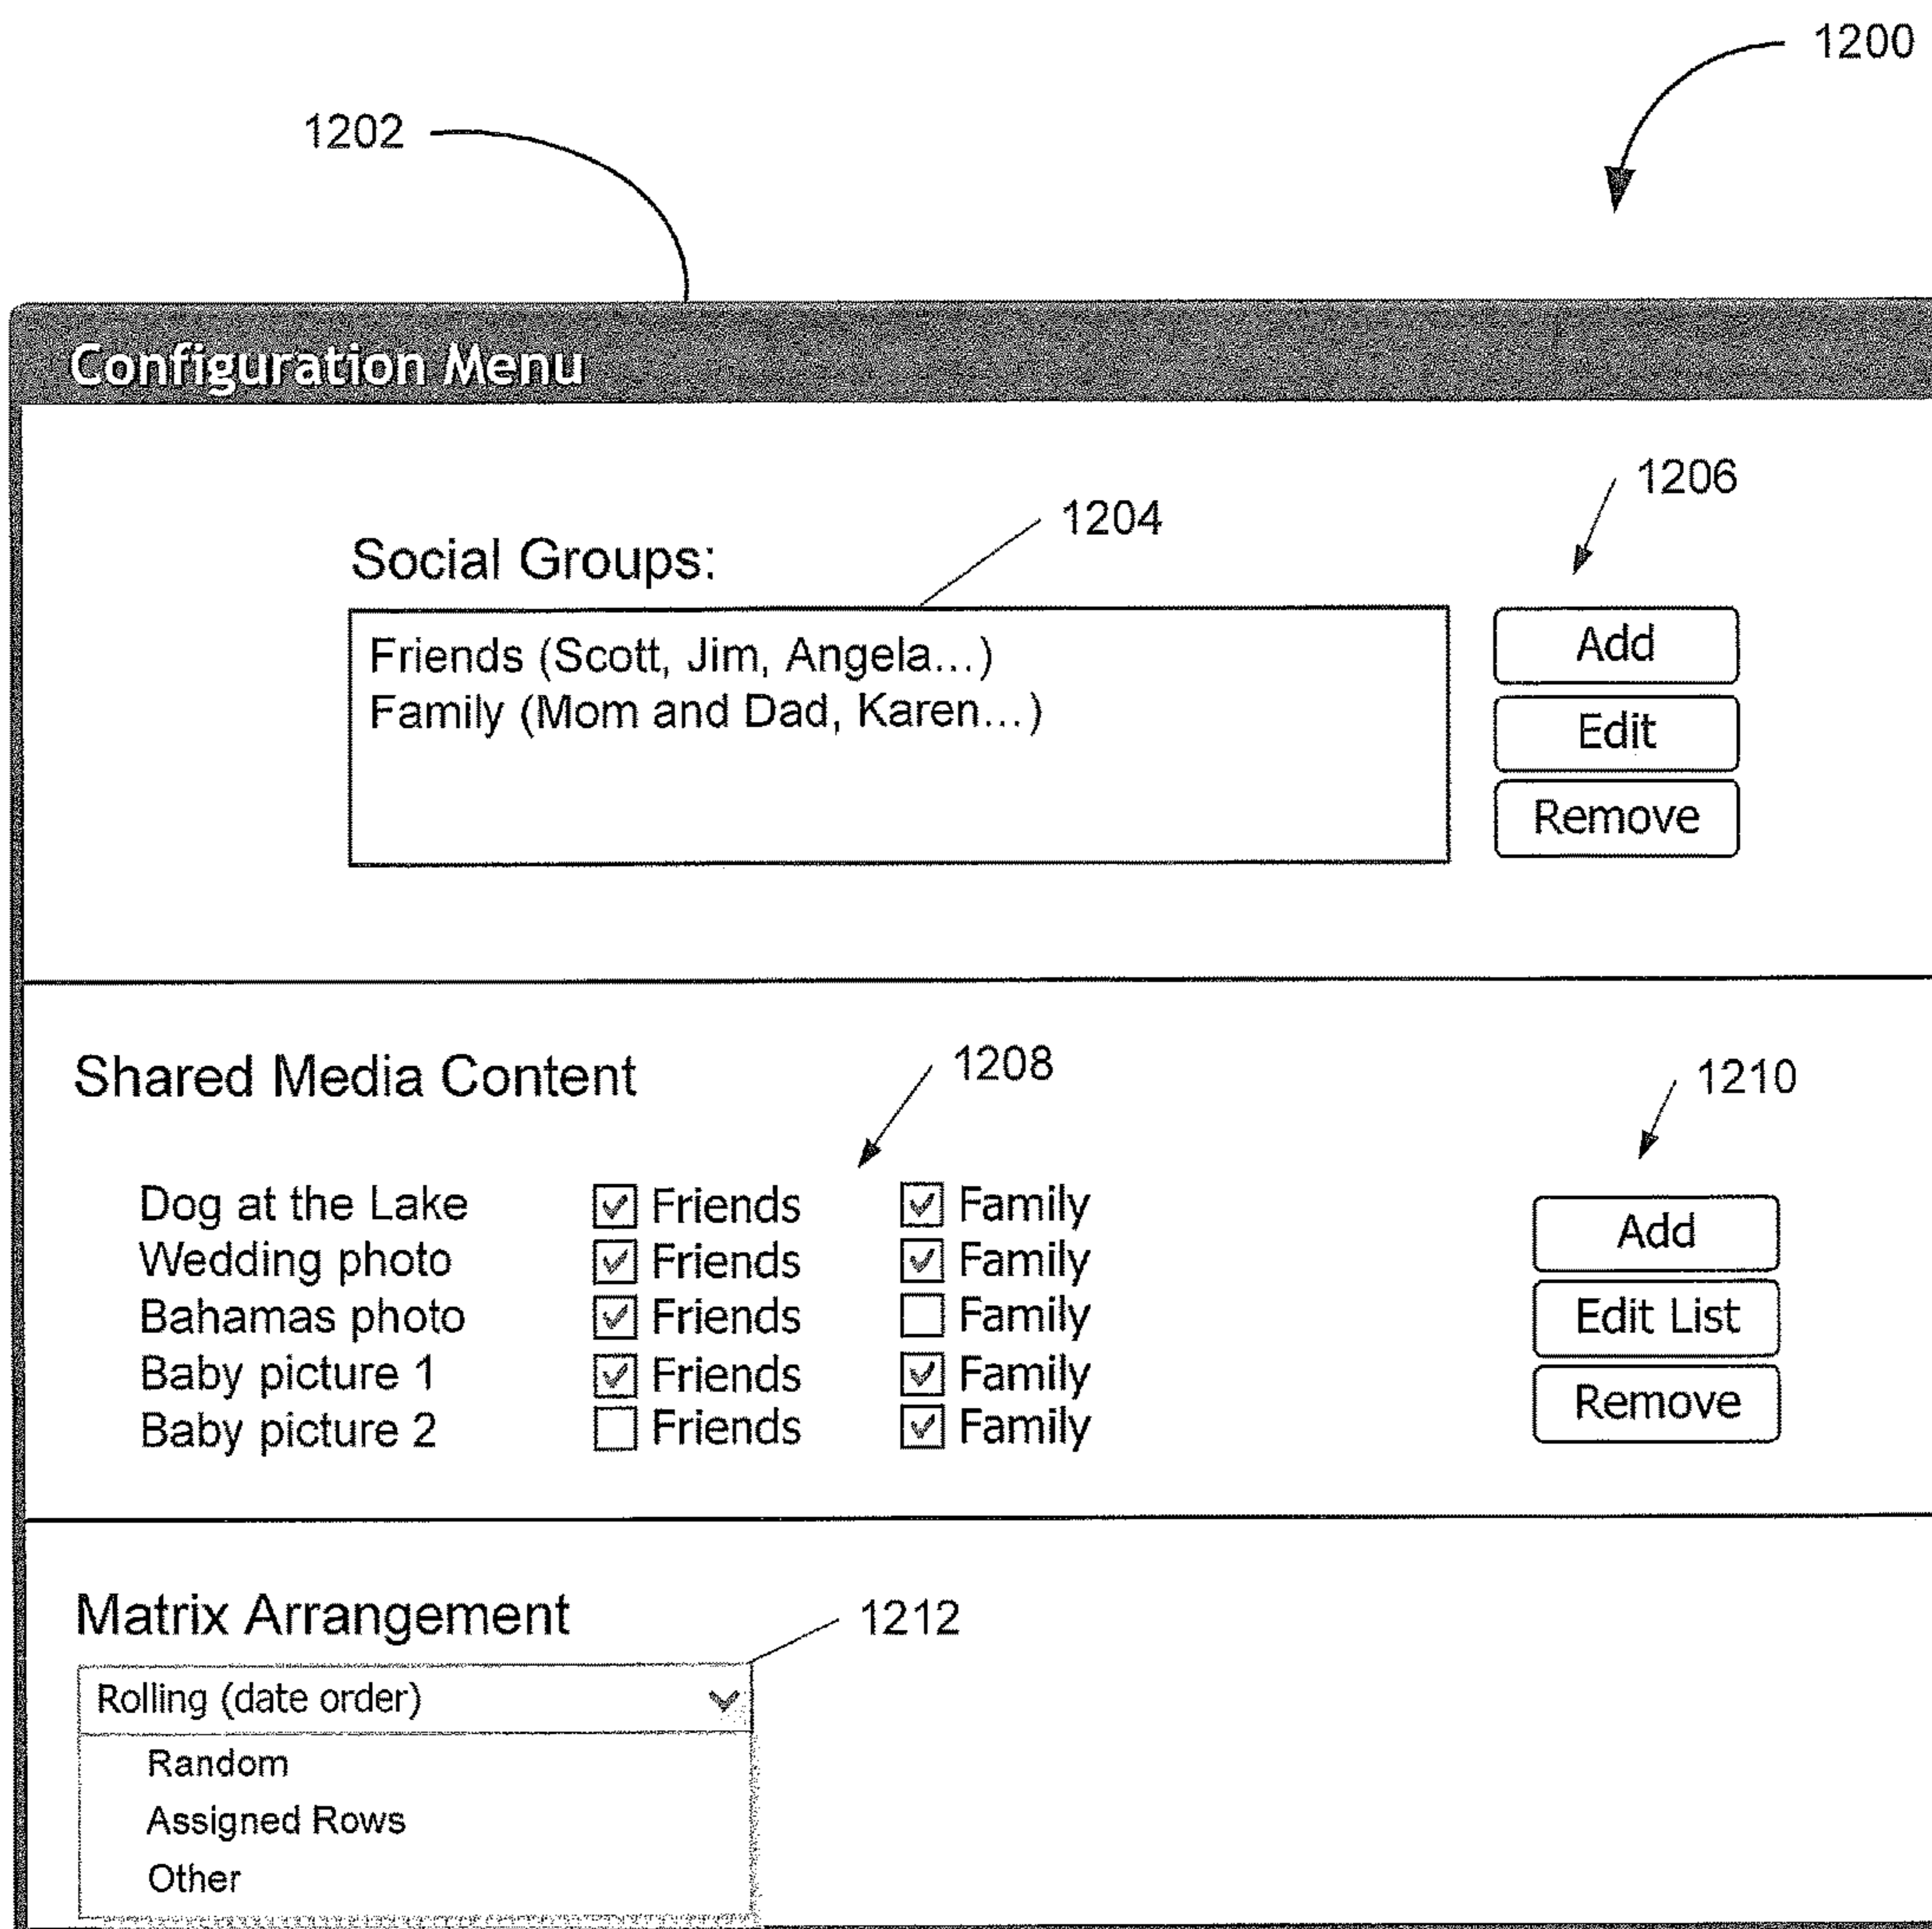 1200
1202
Configuration Menu
1206
1204
Social Groups:
Friends (Scott, Jim, Angela...)
Family (Mom and Dad, Karen...)
Add
Edit
Remove
Shared Media Content
1208
1210
Dog at the Lake Friends Family
Wedding photo Friends Family
Bahamas photo Friends Family
Baby picture 1 Friends Family
Baby picture 2 Friends Family
Add
Edit List
Remove
Matrix Arrangement
1212
Rolling (date order)
Random
Assigned Rows
Other